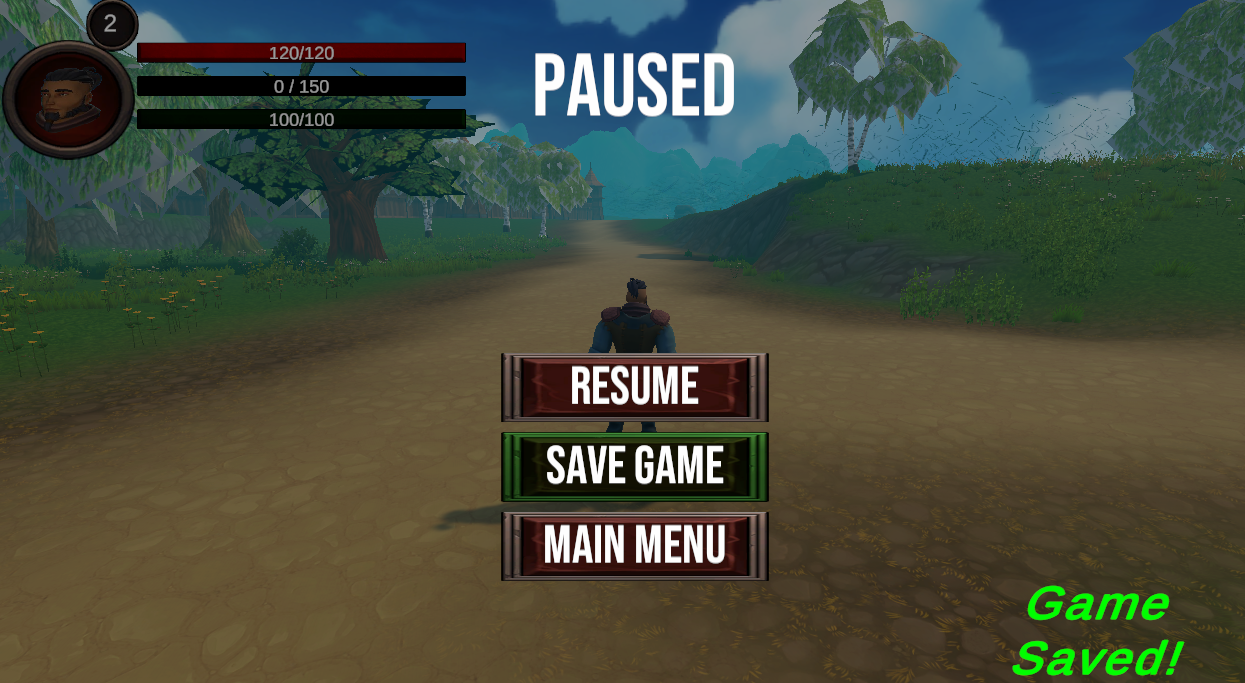 2
120/120
0 / 150
100/100
PAUSED
RESUME
SAVE GAME
MAIN MENU
Game
Saved!